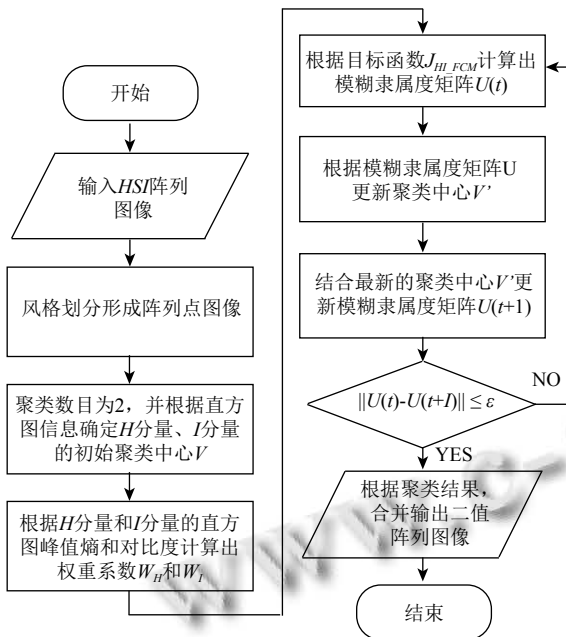 开始
输入HSI阵列
图像
风格划分形成阵列点图像
聚类数目为2，并根据直方
图信息确定H分量、I分量
的初始聚类中心V
根据H分量和I分量的直方
图峰值熵和对比度计算出
权重系数W_H和W_I
根据目标函数J_{HI_FCM}计算出
模糊隶属度矩阵U(t)
根据模糊隶属度矩阵U
更新聚类中心V'
结合最新的聚类中心V'更
新模糊隶属度矩阵U(t+1)
||U(t)-U(t+I)|| ≤ ε
NO
YES
根据聚类结果，
合并输出二值
阵列图像
结束